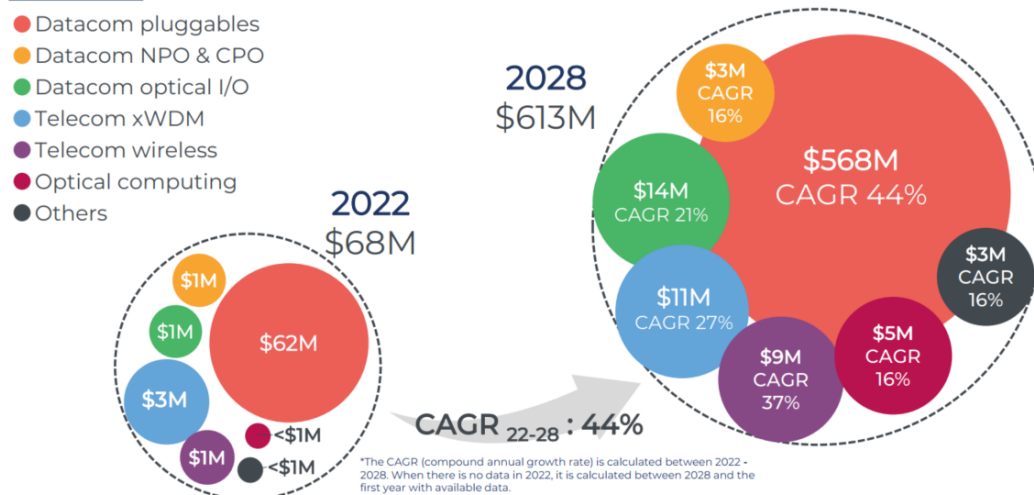 Datacom pluggables
Datacom NPO & CPO
Datacom optical I/O
Telecom xWDM
Telecom wireless
Optical computing
Others
2022
$68M
$1M
$1M
$62M
$3M
$1M
<$1M
<$1M
CAGR 22-28 : 44%
*The CAGR (compound annual growth rate) is calculated between 2022 -
2028. When there is no data in 2022, it is calculated between 2028 and the
first year with available data.
2028
$613M
$3M
CAGR
16%
$568M
CAGR 44%
$14M
CAGR 21%
$3M
CAGR
16%
$11M
CAGR 27%
$5M
CAGR
16%
$9M
CAGR
37%